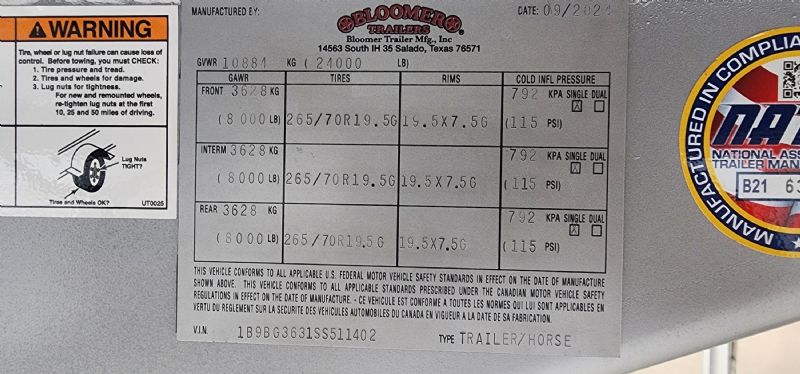 WARNING
Tire, wheel or lug nut failure can cause loss of
control. Before towing, you must CHECK:
1. Tire pressure and tread.
2. Tires and wheels for damage.
3. Lug nuts for tightness.
For new and remounted wheels,
re-tighten lug nuts at the first
10, 25 and 50 miles of driving.
Lug Nuts
TIGHT?
Tires and Wheels OK?
UT0025
MANUFACTURED BY:
BLOOMER
TRAILERS
Bloomer Trailer Mfg., Inc
14563 South IH 35 Salado, Texas 76571
DATE: 09/2024
GVWR 10884 KG (24000 LB)
GAWR TIRES RIMS COLD INFL PRESSURE
FRONT 3628 KG 792 KPA SINGLE DUAL
X
(8000 LB) 265/70R19.5G 19.5X7.5G (115 PSI)
INTERM 3628 KG 792 KPA SINGLE DUAL
X
(8000 LB) 265/70R19.5G 19.5X7.5G (115 PSI)
REAR 3628 KG 792 KPA SINGLE DUAL
X
(8000 LB) 265/70R19.5G 19.5X7.5G (115 PSI)
THIS VEHICLE CONFORMS TO ALL APPLICABLE U.S. FEDERAL MOTOR VEHICLE SAFETY STANDARDS IN EFFECT ON THE DATE OF MANUFACTURE
SHOWN ABOVE. THIS VEHICLE CONFORMS TO ALL APPLICABLE STANDARDS PRESCRIBED UNDER THE CANADIAN MOTOR VEHICLE SAFETY
REGULATIONS IN EFFECT ON THE DATE OF MANUFACTURE. - CE VEHICULE EST CONFORME A TOUTES LES NORMES QUI LUI SONT APPLICABLES EN
VERTU DU REGLEMENT SUR LA SECURITE DES VEHICULES AUTOMOBILES DU CANADA EN VIGUEUR A LA DATE DE SA FABRICATION.
V.I.N. 1B9BG3631SS511402 TYPE TRAILER/HORSE
MANUFACTURED IN COMPLIAN
NAT
NATIONAL ASS
TRAILER MAN
B21 63
MANUFA